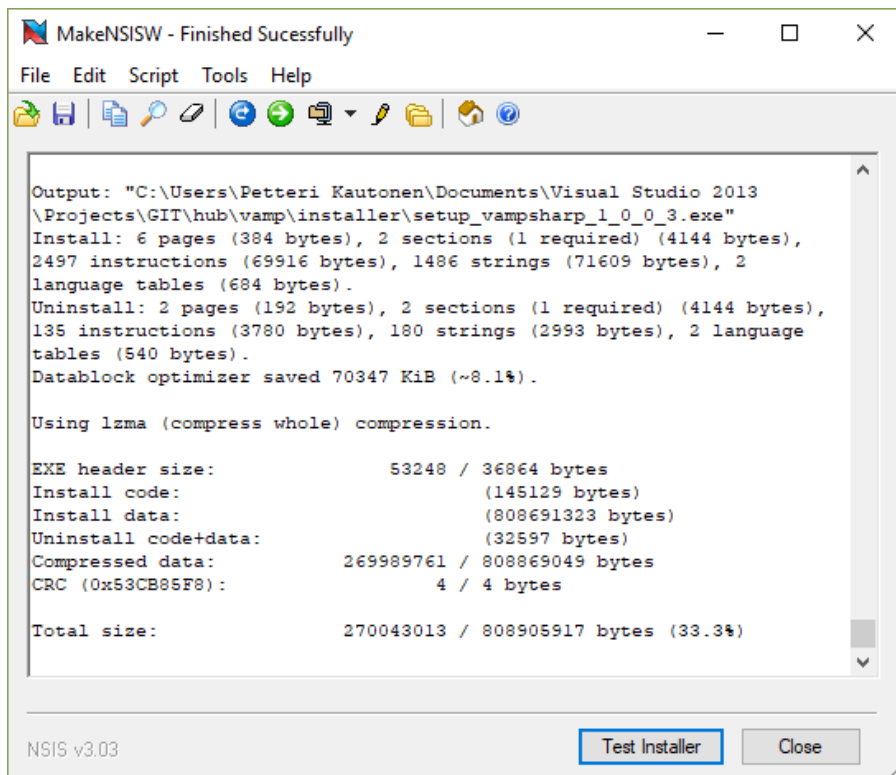 MakeNSISW - Finished Sucessfully
File Edit Script Tools Help
Output: "C:\Users\Petteri Kautonen\Documents\Visual Studio 2013
\Projects\GIT\hub\vamp\installer\setup_vampsharp_1_0_0_3.exe"
Install: 6 pages (384 bytes), 2 sections (1 required) (4144 bytes),
2497 instructions (69916 bytes), 1486 strings (71609 bytes), 2
language tables (684 bytes).
Uninstall: 2 pages (192 bytes), 2 sections (1 required) (4144 bytes),
135 instructions (3780 bytes), 180 strings (2993 bytes), 2 language
tables (540 bytes).
Datablock optimizer saved 70347 KiB (~8.1%).
Using lzma (compress whole) compression.
EXE header size: 53248 / 36864 bytes
Install code: (145129 bytes)
Install data: (808691323 bytes)
Uninstall code+data: (32597 bytes)
Compressed data: 269989761 / 808869049 bytes
CRC (0x53CB85F8): 4 / 4 bytes
Total size: 270043013 / 808905917 bytes (33.3%)
NSIS v3.03
Test Installer
Close